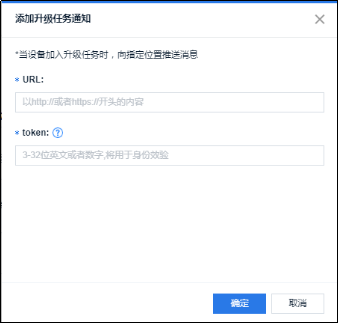 添加升级任务通知
*当设备加入升级任务时，向指定位置推送消息
* URL:
以http://或者https://开头的内容
* token: ?
3-32位英文或者数字,将用于身份效验
确定
取消